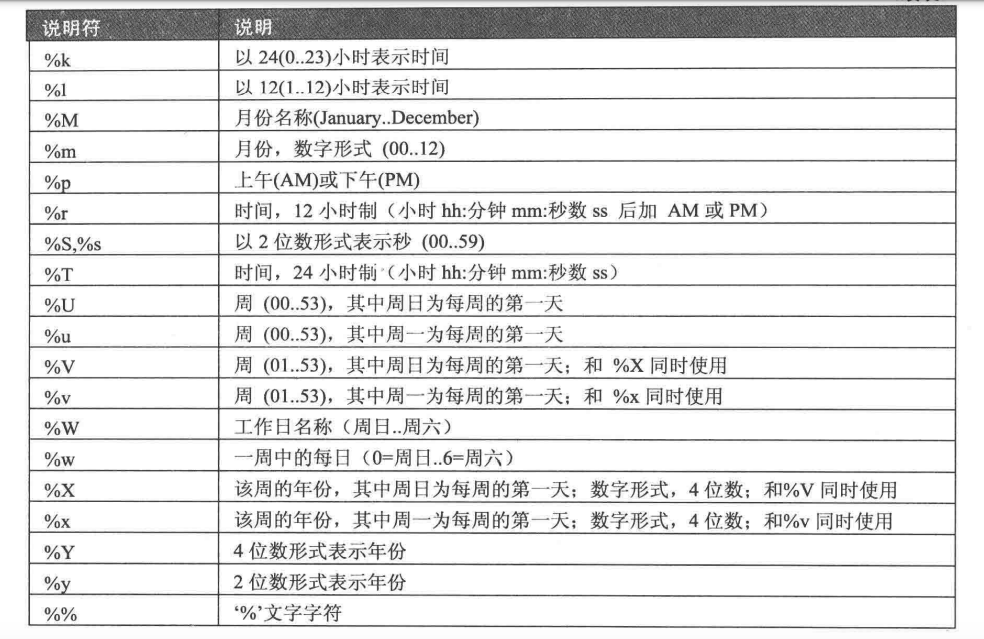 说明符 说明
%k 以 24(0..23)小时表示时间
%l 以 12(1..12)小时表示时间
%M 月份名称(January..December)
%m 月份，数字形式 (00..12)
%p 上午(AM)或下午(PM)
%r 时间，12 小时制（小时 hh:分钟 mm:秒数 ss 后加 AM 或 PM）
%S,%s 以 2 位数形式表示秒 (00..59)
%T 时间，24 小时制（小时 hh:分钟 mm:秒数 ss）
%U 周 (00..53)，其中周日为每周的第一天
%u 周 (00..53)，其中周一为每周的第一天
%V 周 (01..53)，其中周日为每周的第一天；和 %X 同时使用
%v 周 (01..53)，其中周一为每周的第一天；和 %x 同时使用
%W 工作日名称（周日..周六）
%w 一周中的每日（0=周日..6=周六）
%X 该周的年份，其中周日为每周的第一天；数字形式，4 位数；和%V 同时使用
%x 该周的年份，其中周一为每周的第一天；数字形式，4 位数；和%v 同时使用
%Y 4 位数形式表示年份
%y 2 位数形式表示年份
%% ‘%’文字字符